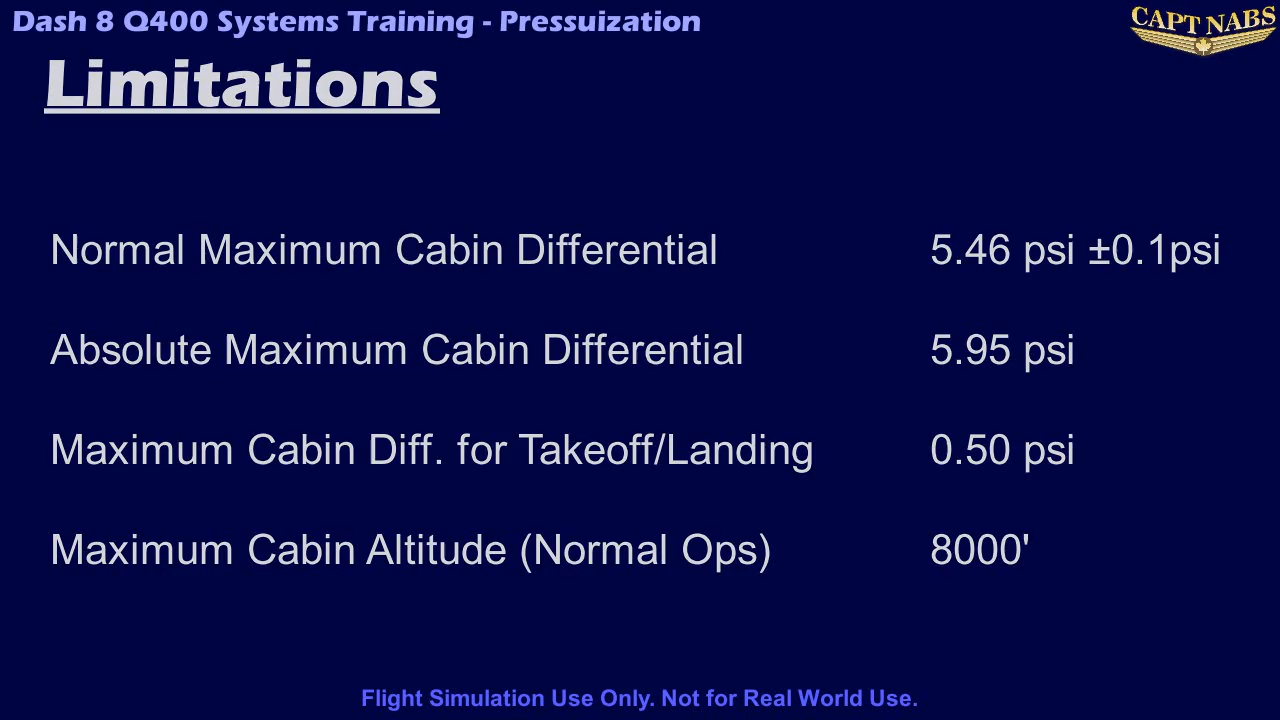 Dash 8 Q400 Systems Training - Pressuization
CAPT NABS
Limitations
Normal Maximum Cabin Differential 5.46 psi ±0.1psi
Absolute Maximum Cabin Differential 5.95 psi
Maximum Cabin Diff. for Takeoff/Landing 0.50 psi
Maximum Cabin Altitude (Normal Ops) 8000'
Flight Simulation Use Only. Not for Real World Use.